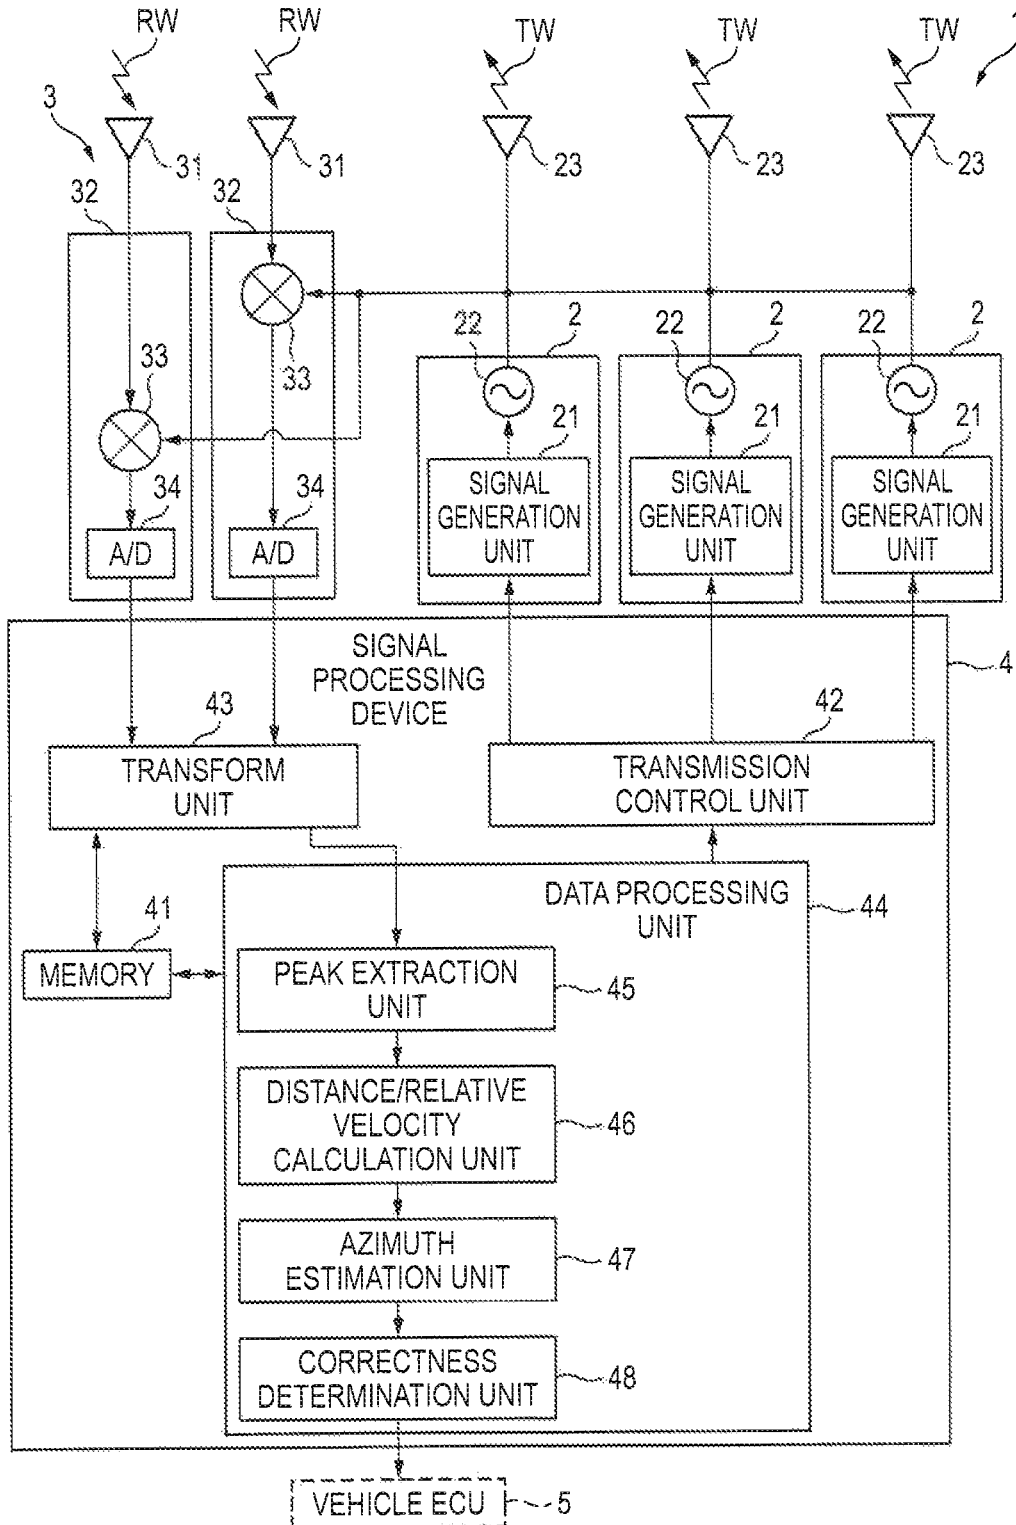 RW
RW
TW
TW
TW
3
31
31
23
23
23
32
32
33
33
22
2
22
2
22
2
21
21
21
34
34
A/D
A/D
SIGNAL
GENERATION
UNIT
SIGNAL
GENERATION
UNIT
SIGNAL
GENERATION
UNIT
SIGNAL
PROCESSING
DEVICE
4
43
42
TRANSFORM
UNIT
TRANSMISSION
CONTROL UNIT
DATA PROCESSING
UNIT
44
41
MEMORY
PEAK EXTRACTION
UNIT
45
DISTANCE/RELATIVE
VELOCITY
CALCULATION UNIT
46
AZIMUTH
ESTIMATION UNIT
47
CORRECTNESS
DETERMINATION UNIT
48
VEHICLE ECU
5